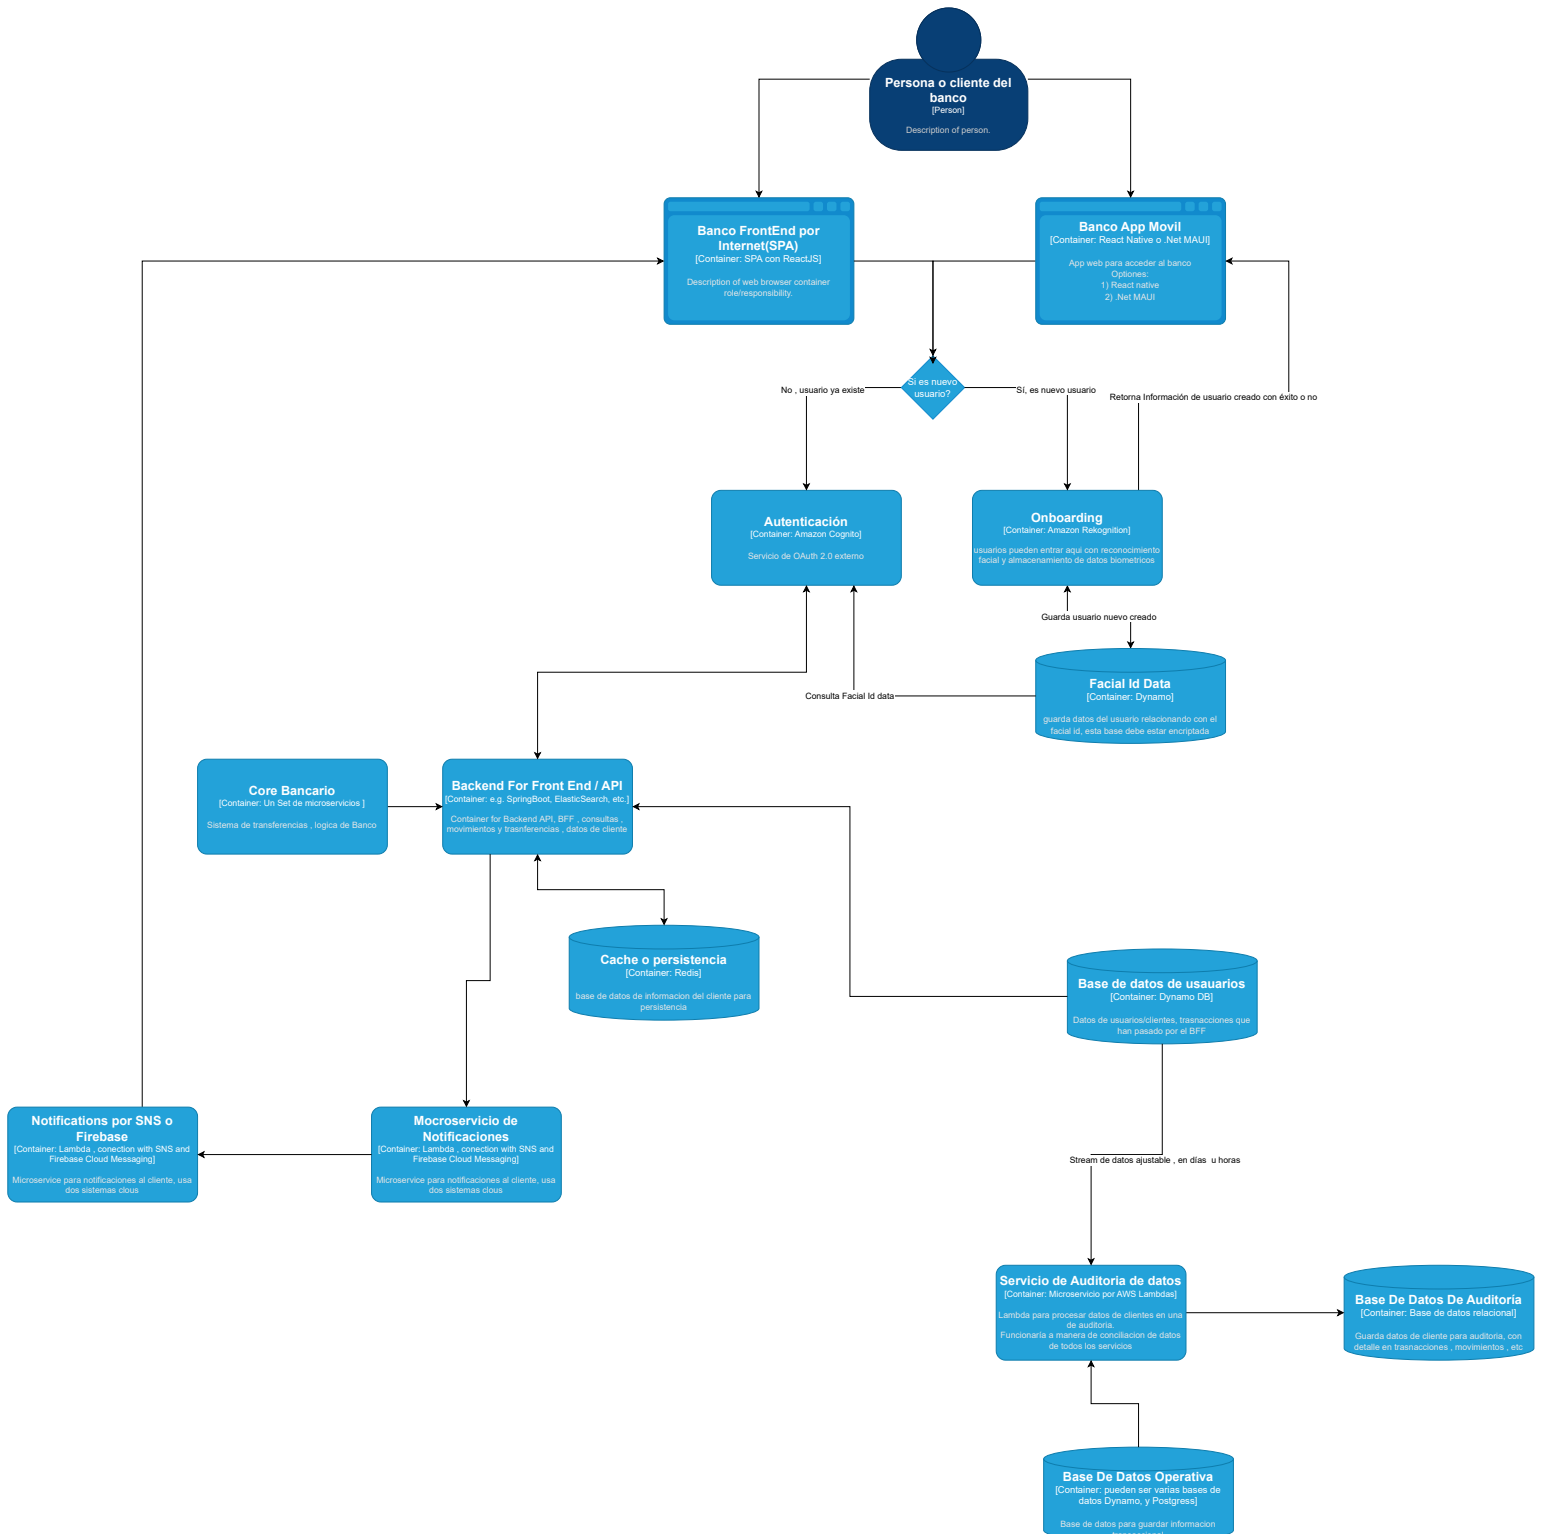 Persona o cliente del
banco
[Person]
Description of person.
Banco FrontEnd por
Internet(SPA)
[Container: SPA con ReactJS]
Description of web browser container
role/responsibility.
Banco App Movil
[Container: React Native o .Net MAUI]
App web para acceder al banco
Optiones:
1) React native
2) .Net MAUI
Si es nuevo
usuario?
No , usuario ya existe
Sí, es nuevo usuario
Retorna Información de usuario creado con éxito o no
Autenticación
[Container: Amazon Cognito]
Servicio de OAuth 2.0 externo
Onboarding
[Container: Amazon Rekognition]
usuarios pueden entrar aqui con reconocimiento
facial y almacenamiento de datos biometricos
Guarda usuario nuevo creado
Facial Id Data
[Container: Dynamo]
guarda datos del usuario relacionando con el
facial id, esta base debe estar encriptada
Consulta Facial Id data
Core Bancario
[Container: Un Set de microservicios ]
Sistema de transferencias , logica de Banco
Backend For Front End / API
[Container: e.g. SpringBoot, ElasticSearch, etc.]
Container for Backend API, BFF , consultas ,
movimientos y trasnferencias , datos de cliente
Cache o persistencia
[Container: Redis]
base de datos de informacion del cliente para
persistencia
Base de datos de usauarios
[Container: Dynamo DB]
Datos de usuarios/clientes, trasnacciones que
han pasado por el BFF
Notifications por SNS o
Firebase
[Container: Lambda , conection with SNS and
Firebase Cloud Messaging]
Microservice para notificaciones al cliente, usa
dos sistemas clous
Mocroservicio de
Notificaciones
[Container: Lambda , conection with SNS and
Firebase Cloud Messaging]
Microservice para notificaciones al cliente, usa
dos sistemas clous
Stream de datos ajustable , en días  u horas
Servicio de Auditoria de datos
[Container: Microservicio por AWS Lambdas]
Lambda para procesar datos de clientes en una
de auditoria.
Funcionaría a manera de conciliacion de datos
de todos los servicios
Base De Datos De Auditoría
[Container: Base de datos relacional]
Guarda datos de cliente para auditoria, con
detalle en trasnacciones , movimientos , etc
Base De Datos Operativa
[Container: pueden ser varias bases de
datos Dynamo, y Postgress]
Base de datos para guardar informacion